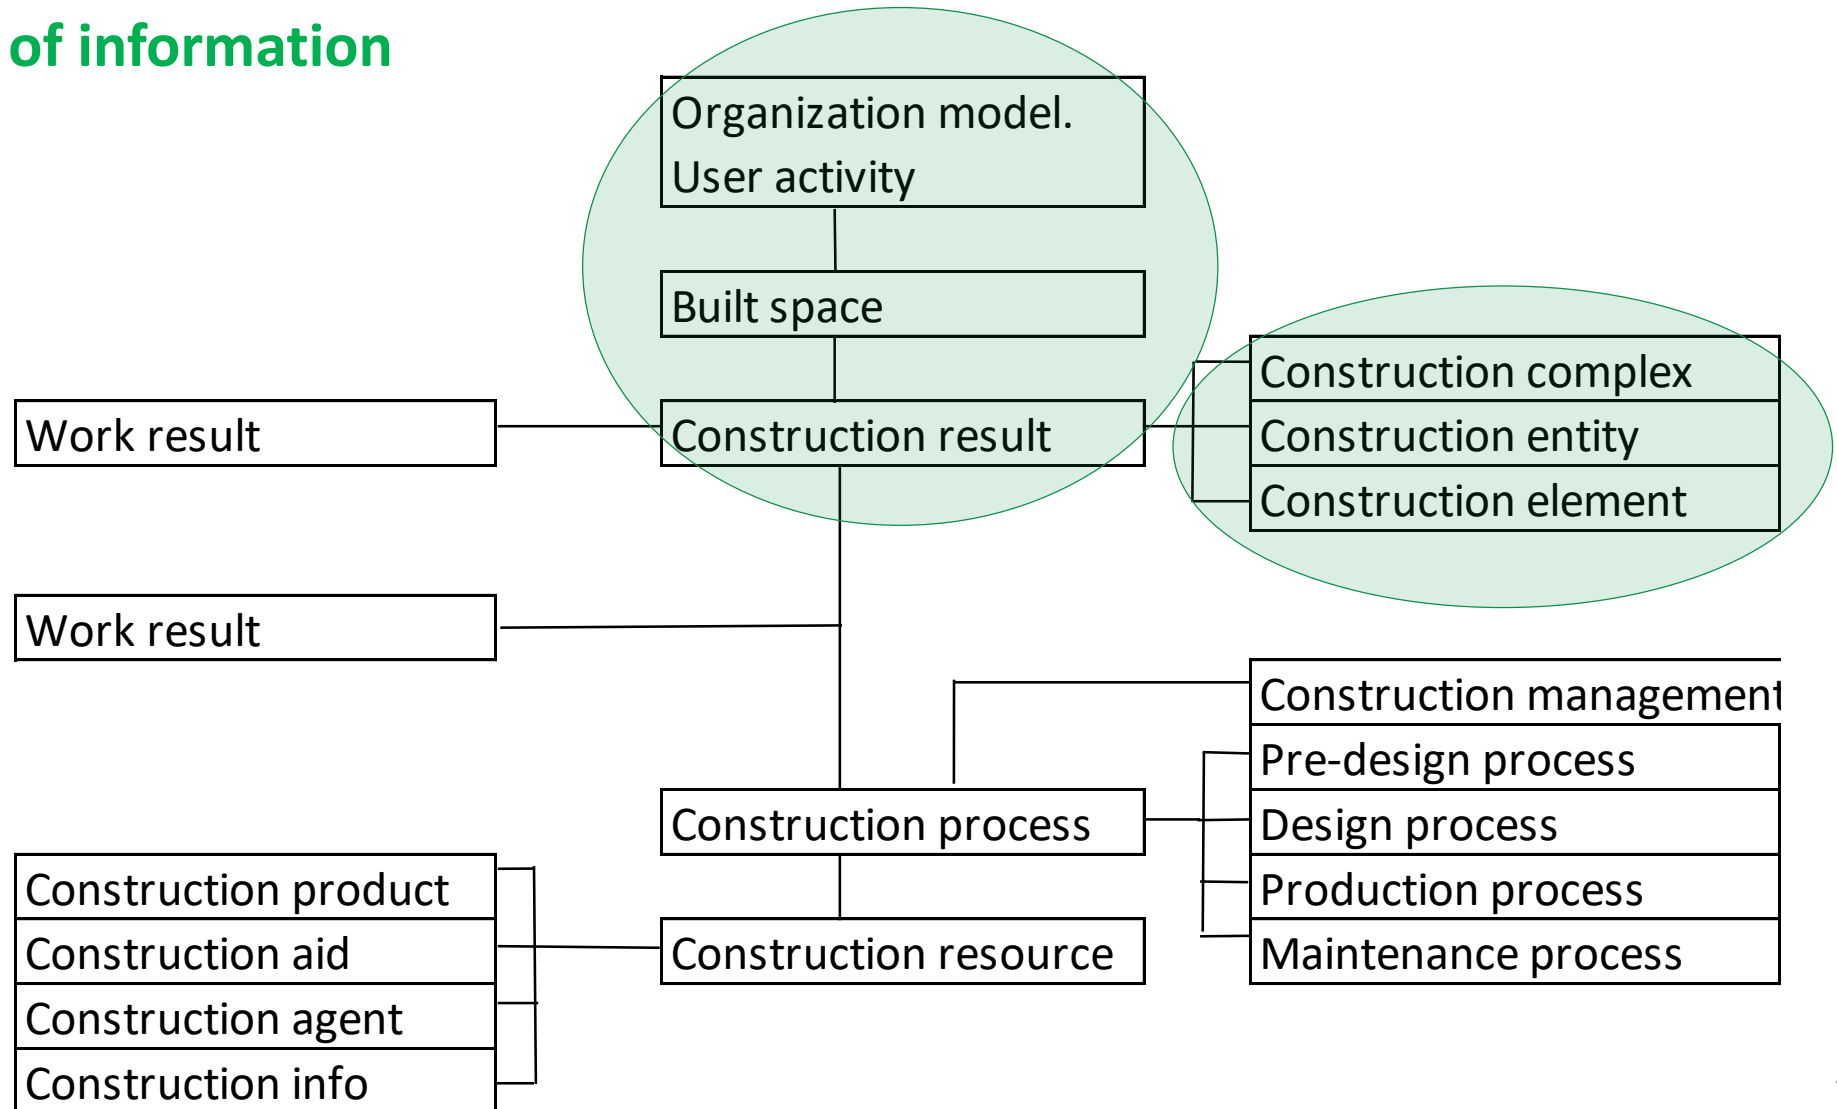 of information
Organization model.
User activity
Built space
Construction complex
Work result
Construction result
Construction entity
Construction element
Work result
Construction management
Pre-design process
Construction process
Design process
Construction product
Production process
Construction aid
Construction resource
Maintenance process
Construction agent
Construction info